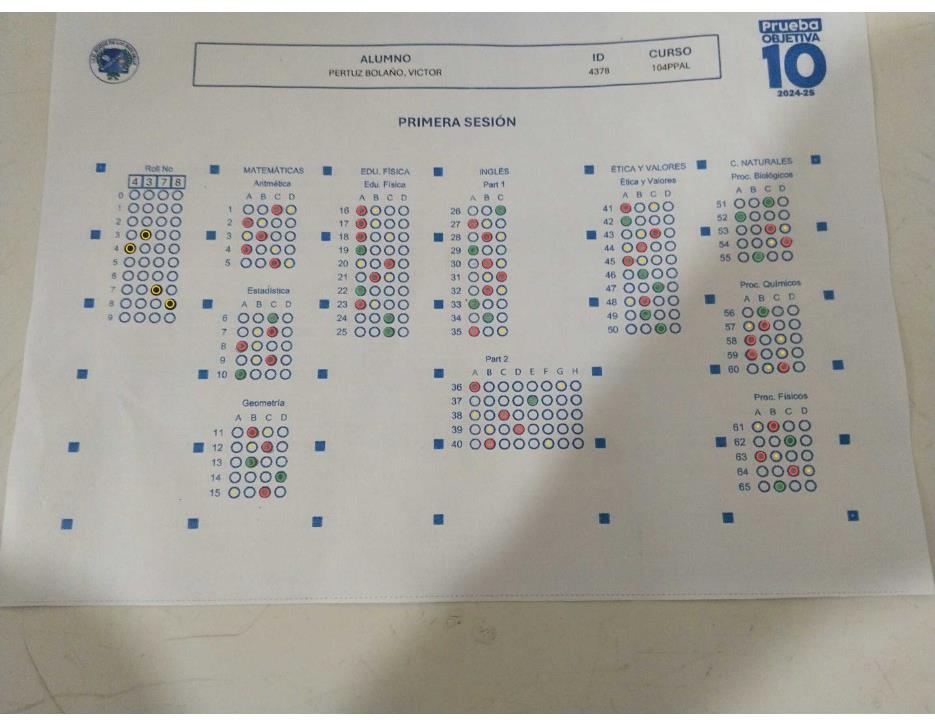 Prueba
OBJETIVA
10
2024-25
ALUMNO ID CURSO
PERTUZ BOLAÑO, VICTOR 4378 104PPAL
PRIMERA SESIÓN
Roll No
4 3 7 8
0
1
2
3
4
5
6
7
8
9
MATEMÁTICAS
Aritmética
A B C D
1
2
3
4
5
Estadística
A B C D
6
7
8
9
10
Geometría
A B C D
11
12
13
14
15
EDU. FÍSICA
Edu. Física
A B C D
16
17
18
19
20
21
22
23
24
25
INGLÉS
Part 1
A B C
26
27
28
29
30
31
32
33
34
35
Part 2
A B C D E F G H
36
37
38
39
40
ÉTICA Y VALORES
Ética y Valores
A B C D
41
42
43
44
45
46
47
48
49
50
C. NATURALES
Proc. Biológicos
A B C D
51
52
53
54
55
Proc. Químicos
A B C D
56
57
58
59
60
Proc. Físicos
A B C D
61
62
63
64
65